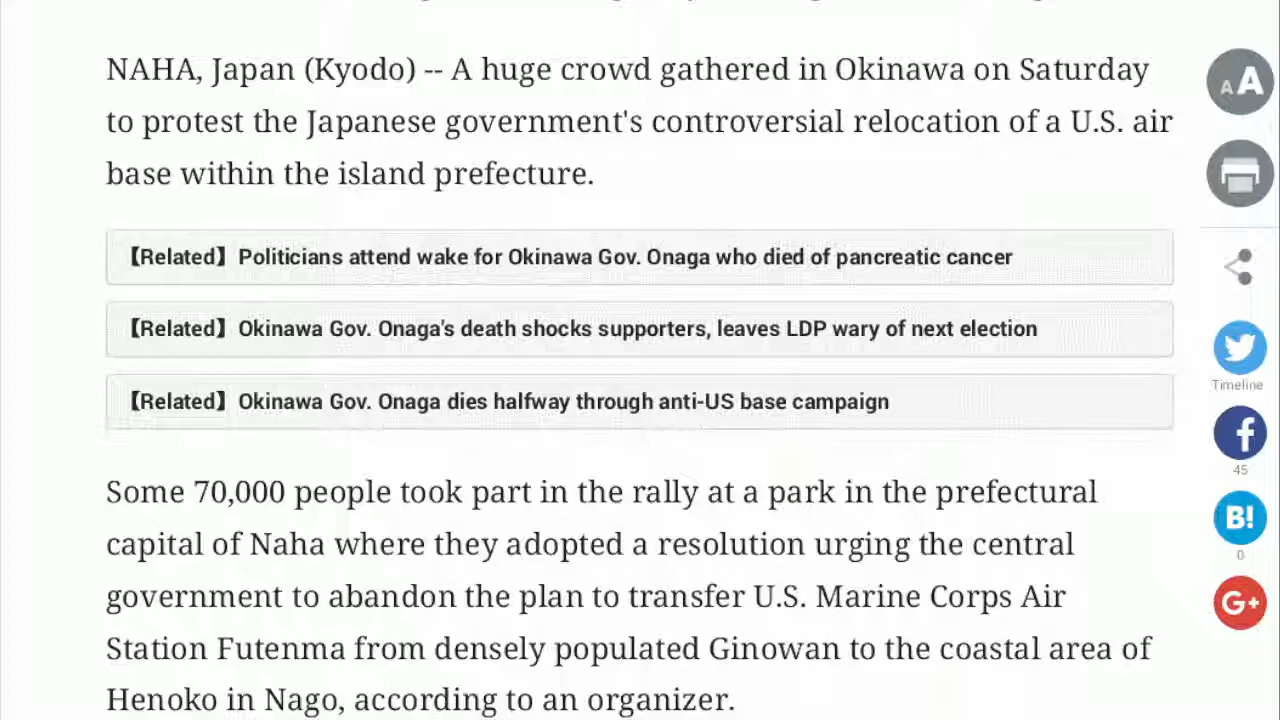 NAHA, Japan (Kyodo) -- A huge crowd gathered in Okinawa on Saturday
to protest the Japanese government's controversial relocation of a U.S. air
base within the island prefecture.
【Related】Politicians attend wake for Okinawa Gov. Onaga who died of pancreatic cancer
【Related】Okinawa Gov. Onaga's death shocks supporters, leaves LDP wary of next election
【Related】Okinawa Gov. Onaga dies halfway through anti-US base campaign
Some 70,000 people took part in the rally at a park in the prefectural
capital of Naha where they adopted a resolution urging the central
government to abandon the plan to transfer U.S. Marine Corps Air
Station Futenma from densely populated Ginowan to the coastal area of
Henoko in Nago, according to an organizer.
AA
Timeline
f
45
B!
0
G+